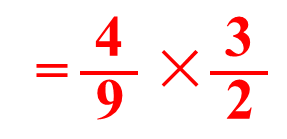 = 4/9 × 3/2